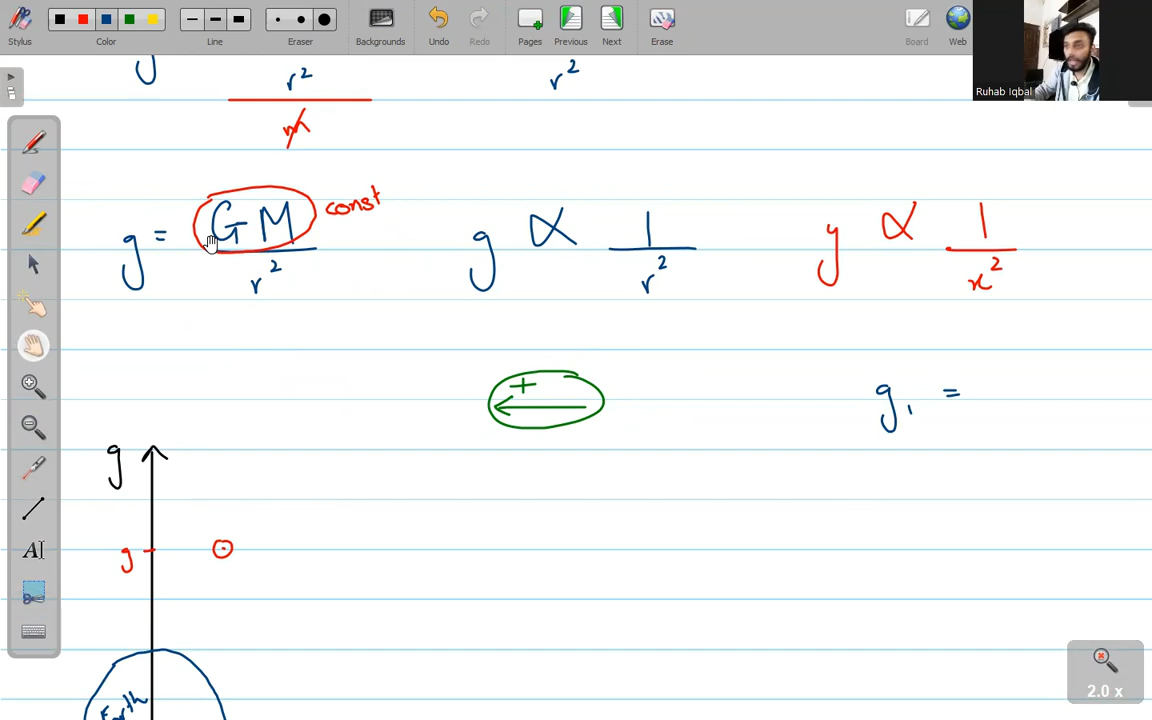 Stylus Color Line Eraser Backgrounds Undo Redo Pages Previous Next Erase Board Web
Ruhab Iqbal
g r² r²
m
g = GM / r² const
g ∝ 1 / r²
y ∝ 1 / x²
+
g₁ =
g
g
Earth
2.0 x